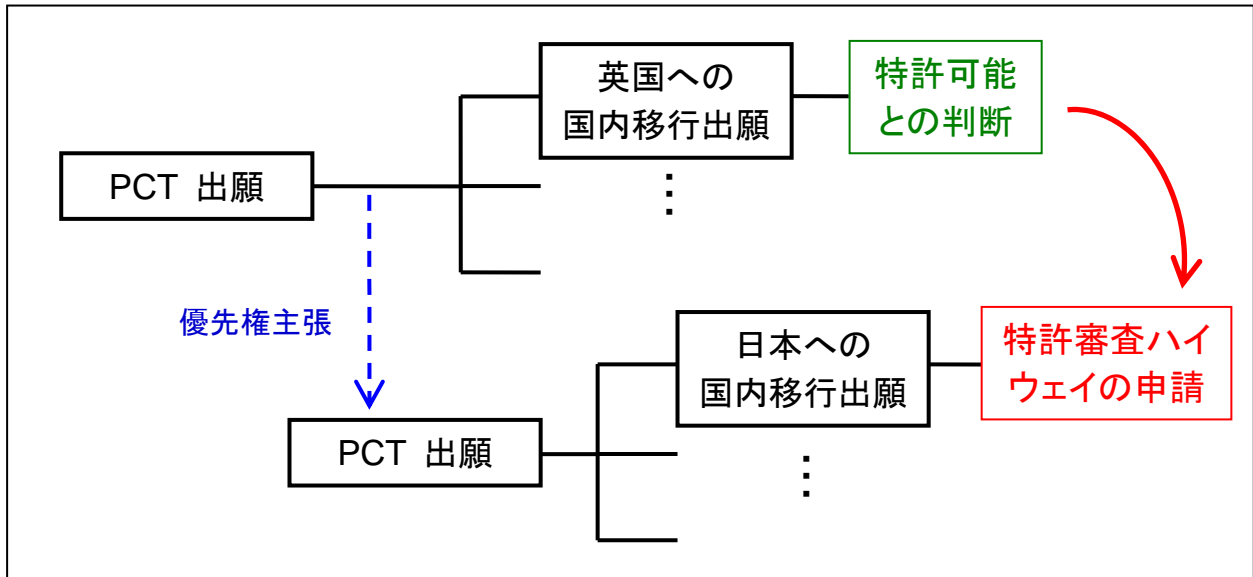 英国への
国内移行出願
特許可能
との判断
PCT 出願
⋮
優先権主張
日本への
国内移行出願
特許審査ハイ
ウェイの申請
PCT 出願
⋮